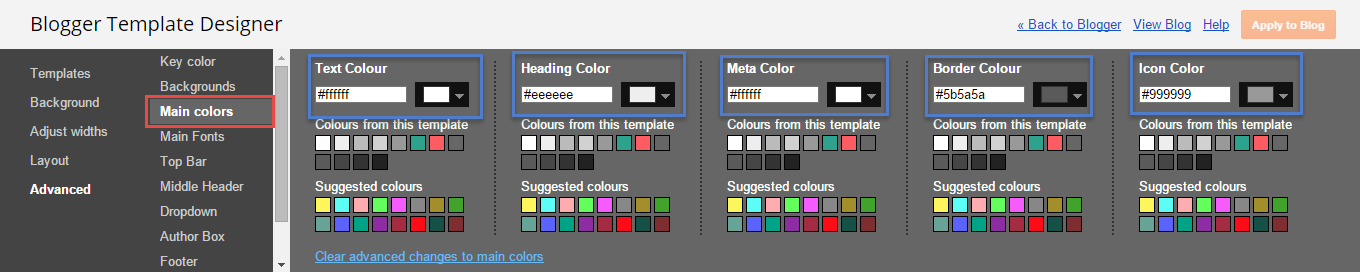 Blogger Template Designer
« Back to Blogger View Blog Help Apply to Blog
Templates
Background
Adjust widths
Layout
Advanced
Key color
Backgrounds
Main colors
Main Fonts
Top Bar
Middle Header
Dropdown
Author Box
Footer
Text Colour
#ffffff
Colours from this template
Suggested colours
Heading Color
#eeeeee
Colours from this template
Suggested colours
Meta Color
#ffffff
Colours from this template
Suggested colours
Border Colour
#5b5a5a
Colours from this template
Suggested colours
Icon Color
#999999
Colours from this template
Suggested colours
Clear advanced changes to main colors